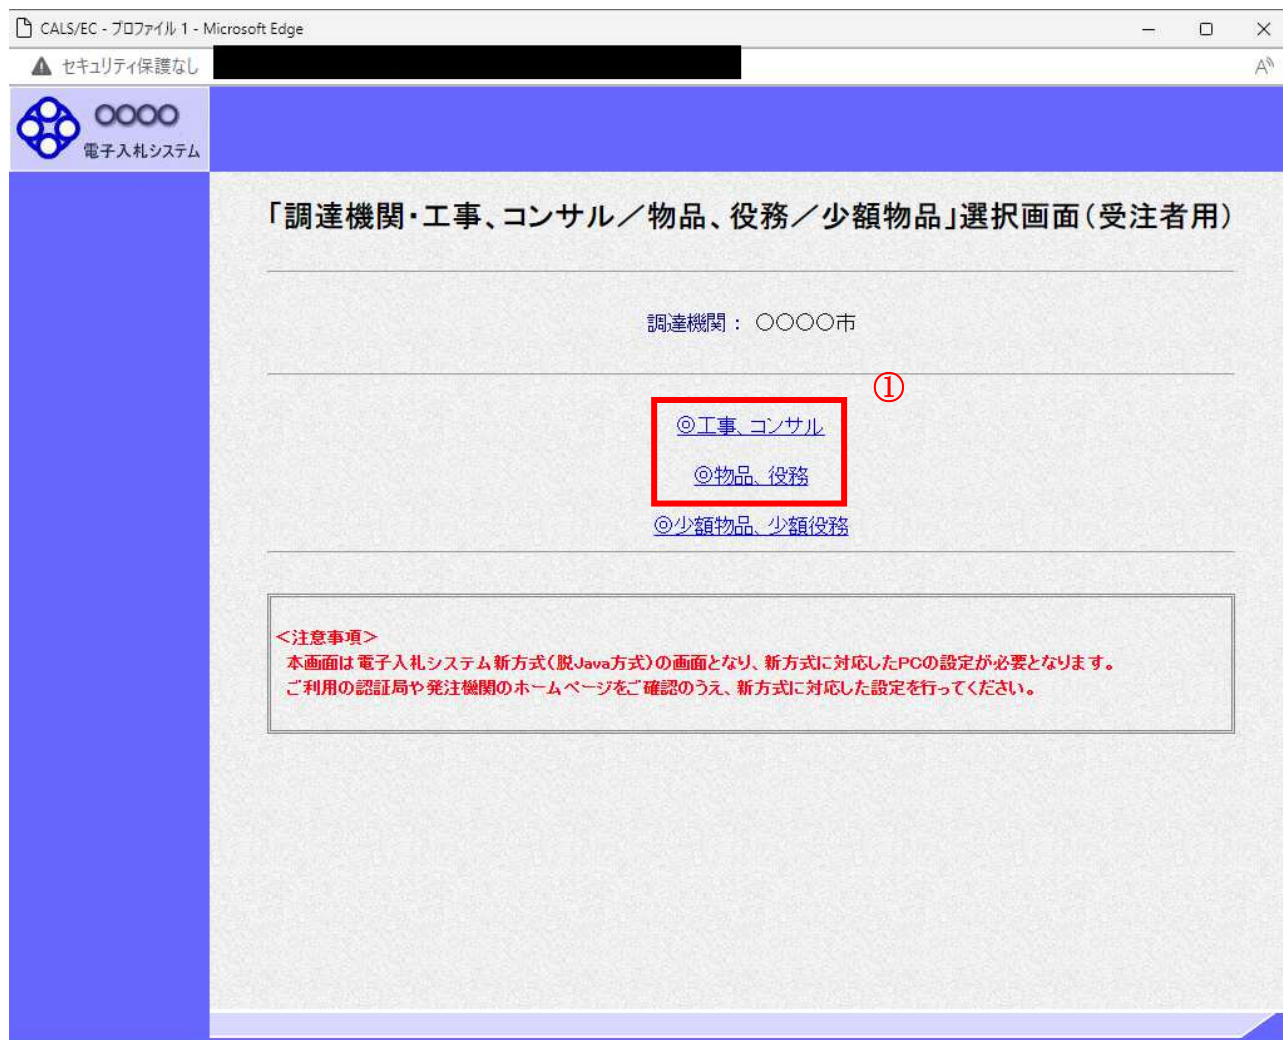 CALS/EC - プロファイル 1 - Microsoft Edge
セキュリティ保護なし
〇〇〇〇
電子入札システム
「調達機関・工事、コンサル／物品、役務／少額物品」選択画面（受注者用）
調達機関： 〇〇〇〇市
①
◎工事、コンサル
◎物品、役務
◎少額物品、少額役務
＜注意事項＞
本画面は電子入札システム新方式（脱Java方式）の画面となり、新方式に対応したPCの設定が必要となります。
ご利用の認証局や発注機関のホームページをご確認のうえ、新方式に対応した設定を行ってください。